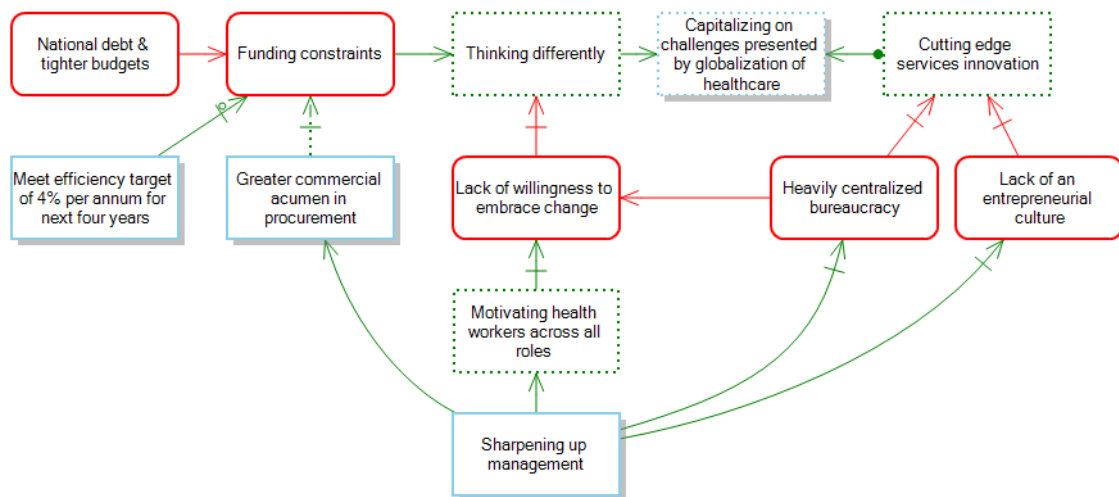 National debt &
tighter budgets
Funding constraints
Thinking differently
Capitalizing on
challenges presented
by globalization of
healthcare
Cutting edge
services innovation
Meet efficiency target
of 4% per annum for
next four years
Greater commercial
acumen in
procurement
Lack of willingness to
embrace change
Heavily centralized
bureaucracy
Lack of an
entrepreneurial
culture
Motivating health
workers across all
roles
Sharpening up
management